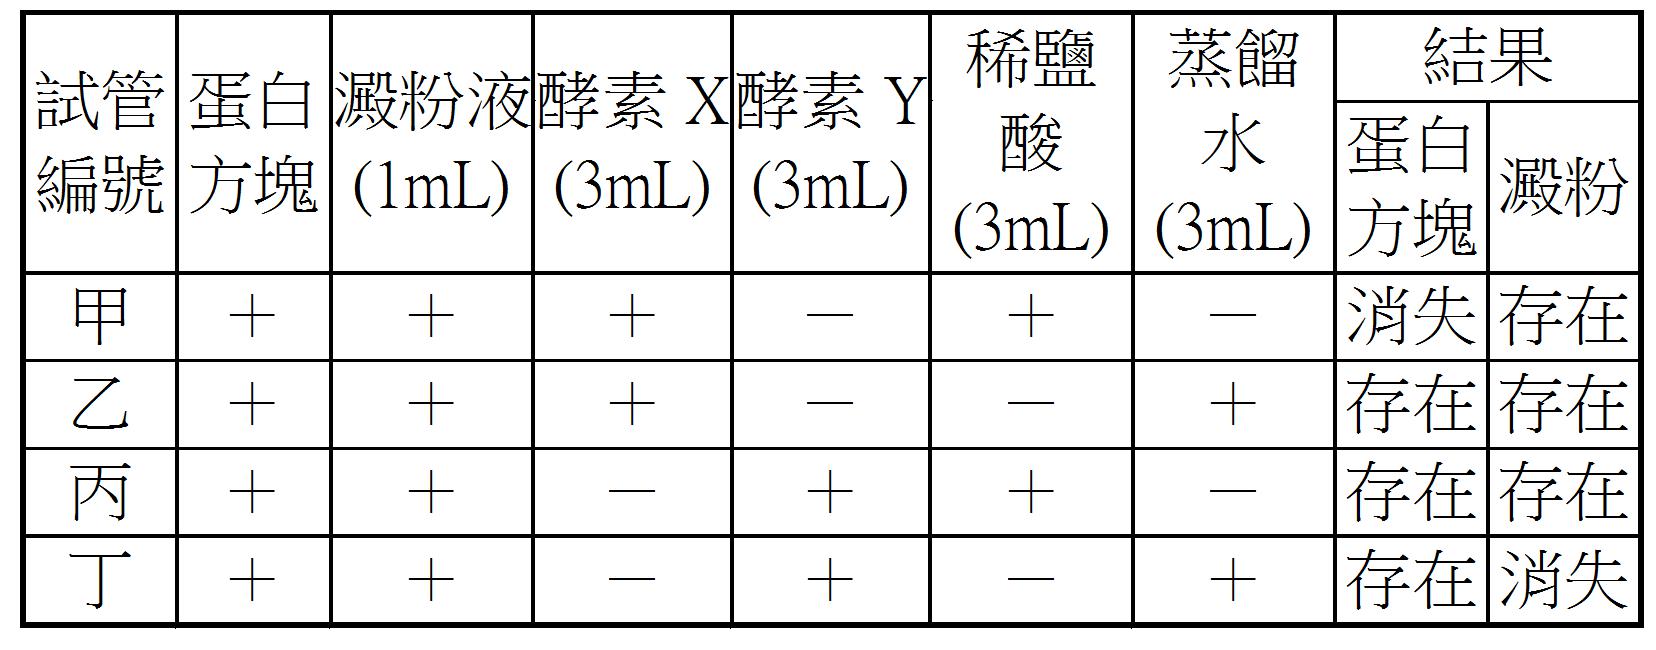 試管編號 蛋白方塊 澱粉液(1mL) 酵素 X(3mL) 酵素 Y(3mL) 稀鹽酸(3mL) 蒸餾水(3mL) 結果
蛋白方塊 澱粉
甲 ＋ ＋ ＋ － ＋ － 消失 存在
乙 ＋ ＋ ＋ － － ＋ 存在 存在
丙 ＋ ＋ － ＋ ＋ － 存在 存在
丁 ＋ ＋ － ＋ － ＋ 存在 消失